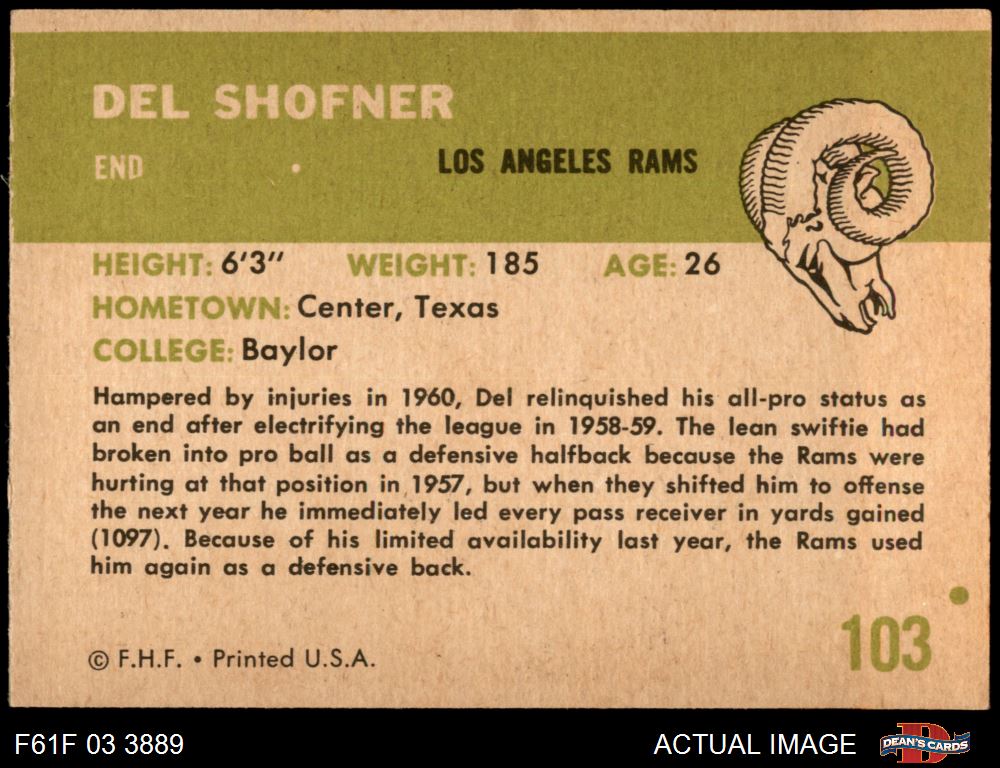 DEL SHOFNER
END LOS ANGELES RAMS
HEIGHT: 6'3" WEIGHT: 185 AGE: 26
HOMETOWN: Center, Texas
COLLEGE: Baylor
Hampered by injuries in 1960, Del relinquished his all-pro status as
an end after electrifying the league in 1958-59. The lean swiftie had
broken into pro ball as a defensive halfback because the Rams were
hurting at that position in 1957, but when they shifted him to offense
the next year he immediately led every pass receiver in yards gained
(1097). Because of his limited availability last year, the Rams used
him again as a defensive back.
103
© F.H.F. • Printed U.S.A.
F61F 03 3889 ACTUAL IMAGE DEAN'S CARDS